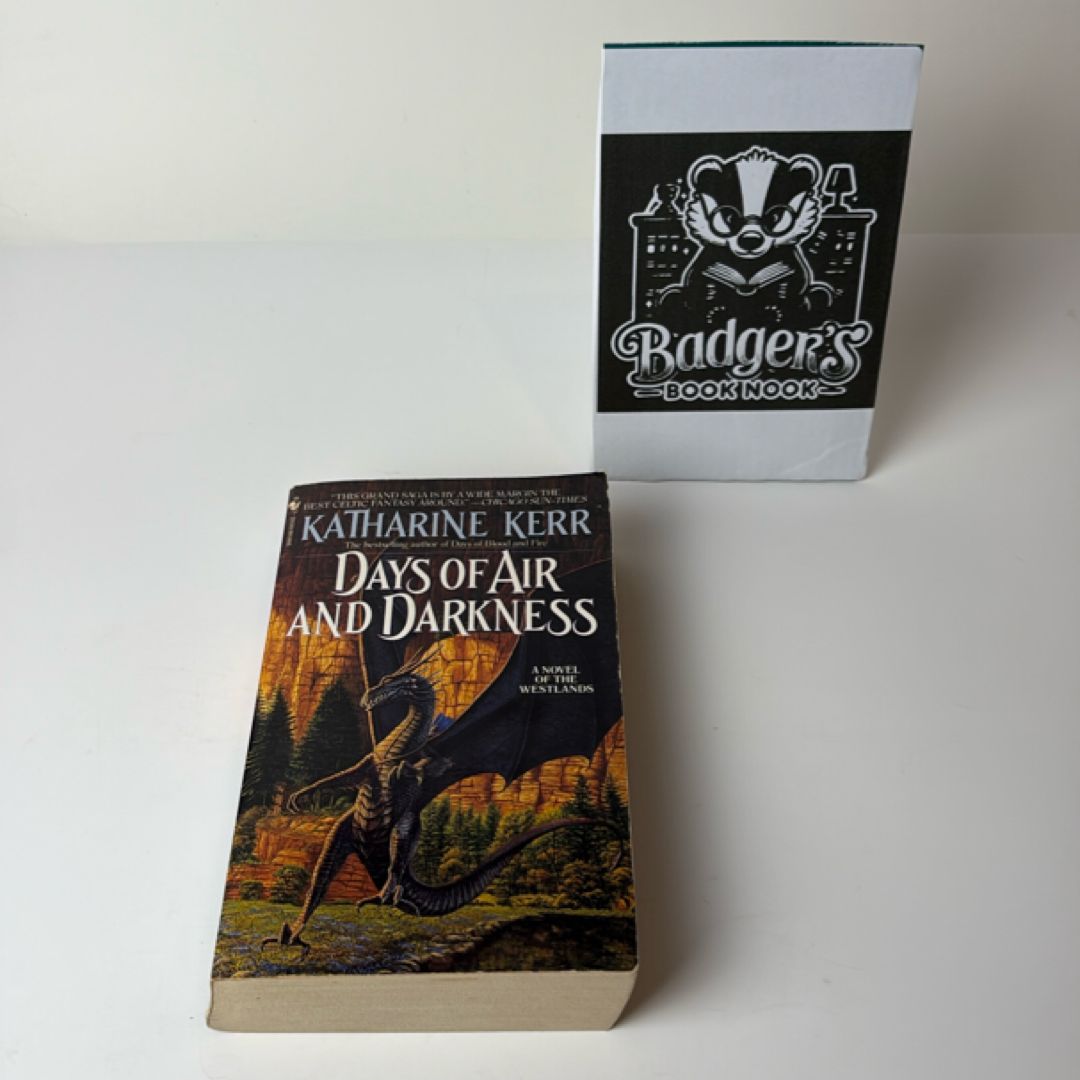 Badger's
BOOK NOOK
"THIS GRAND SAGA IS BY A WIDE MARGIN THE
BEST CELTIC FANTASY AROUND."—CHICAGO SUN-TIMES
KATHARINE KERR
The bestselling author of Days of Blood and Fire
DAYS OF AIR
AND DARKNESS
A NOVEL
OF THE
WESTLANDS